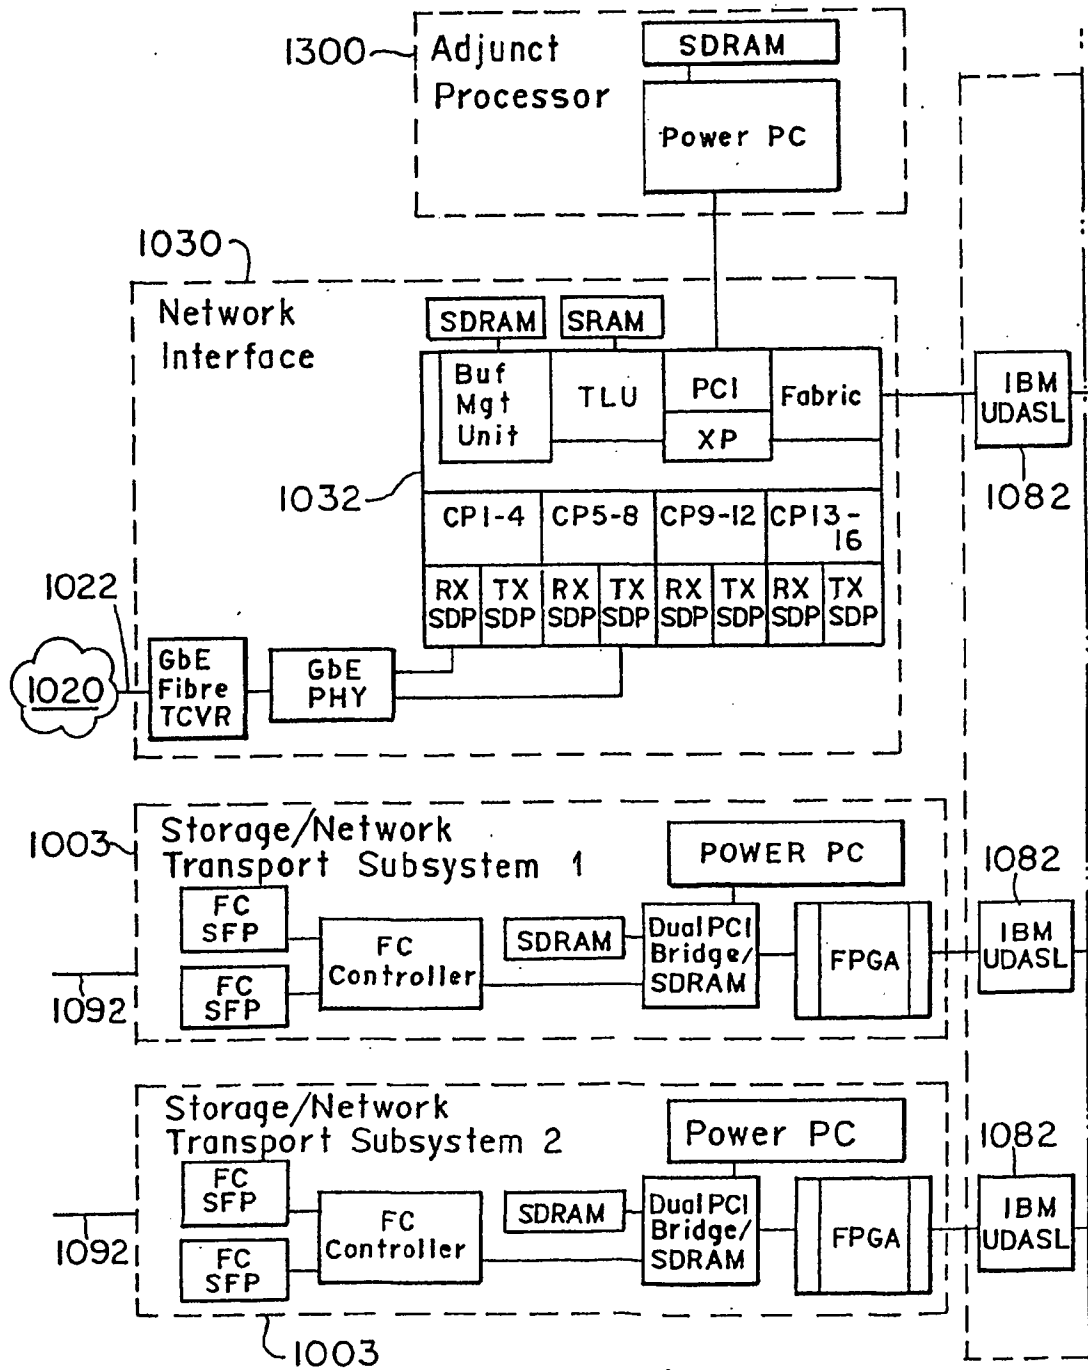 1300
Adjunct
Processor
SDRAM
Power PC
1030
Network
Interface
SDRAM
SRAM
Buf
Mgt
Unit
TLU
PCI
XP
Fabric
IBM
UDASL
1082
1032
CP1-4
CP5-8
CP9-12
CP13-
16
RX
SDP
TX
SDP
RX
SDP
TX
SDP
RX
SDP
TX
SDP
RX
SDP
TX
SDP
1022
1020
GbE
Fibre
TCVR
GbE
PHY
1003
Storage/Network
Transport Subsystem 1
POWER PC
1082
FC
SFP
FC
SFP
FC
Controller
SDRAM
Dual PCI
Bridge/
SDRAM
FPGA
IBM
UDASL
1092
Storage/Network
Transport Subsystem 2
Power PC
1082
FC
SFP
FC
SFP
FC
Controller
SDRAM
Dual PCI
Bridge/
SDRAM
FPGA
IBM
UDASL
1092
1003